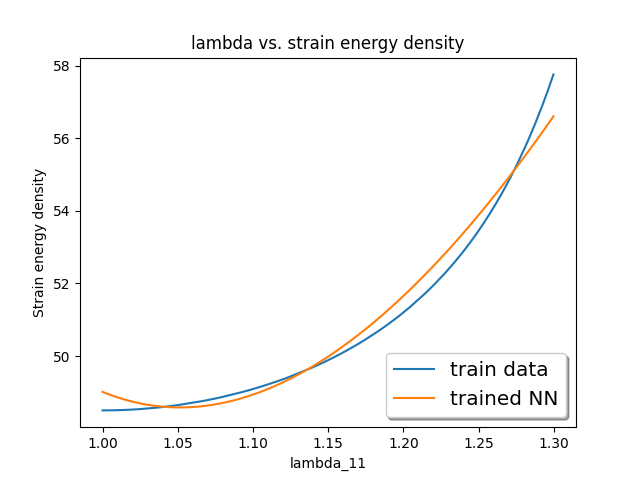 lambda vs. strain energy density
58
56
54
52
50
Strain energy density
train data
trained NN
1.00 1.05 1.10 1.15 1.20 1.25 1.30
lambda_11